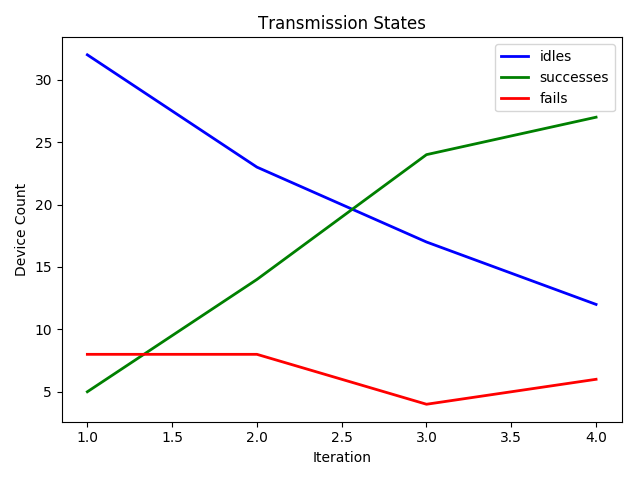 Transmission States
idles
successes
fails
Device Count
30
25
20
15
10
5
1.0 1.5 2.0 2.5 3.0 3.5 4.0
Iteration